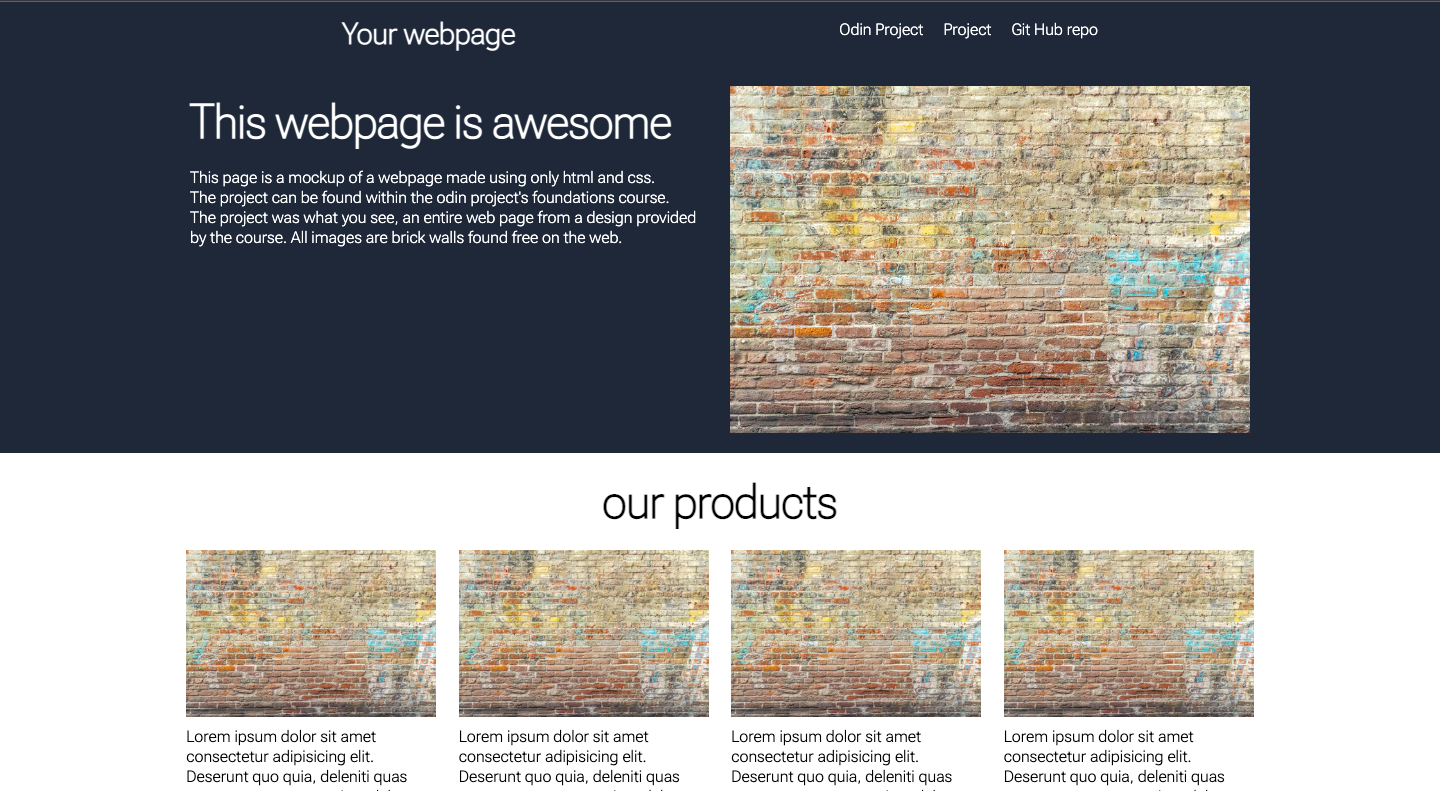 Your webpage
Odin Project Project Git Hub repo
This webpage is awesome
This page is a mockup of a webpage made using only html and css.
The project can be found within the odin project's foundations course.
The project was what you see, an entire web page from a design provided
by the course. All images are brick walls found free on the web.
our products
Lorem ipsum dolor sit amet
consectetur adipisicing elit.
Deserunt quo quia, deleniti quas
Lorem ipsum dolor sit amet
consectetur adipisicing elit.
Deserunt quo quia, deleniti quas
Lorem ipsum dolor sit amet
consectetur adipisicing elit.
Deserunt quo quia, deleniti quas
Lorem ipsum dolor sit amet
consectetur adipisicing elit.
Deserunt quo quia, deleniti quas